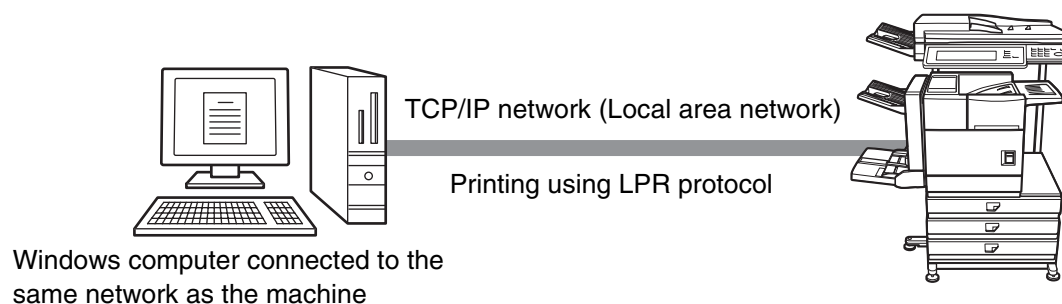 TCP/IP network (Local area network)
Printing using LPR protocol
Windows computer connected to the
same network as the machine